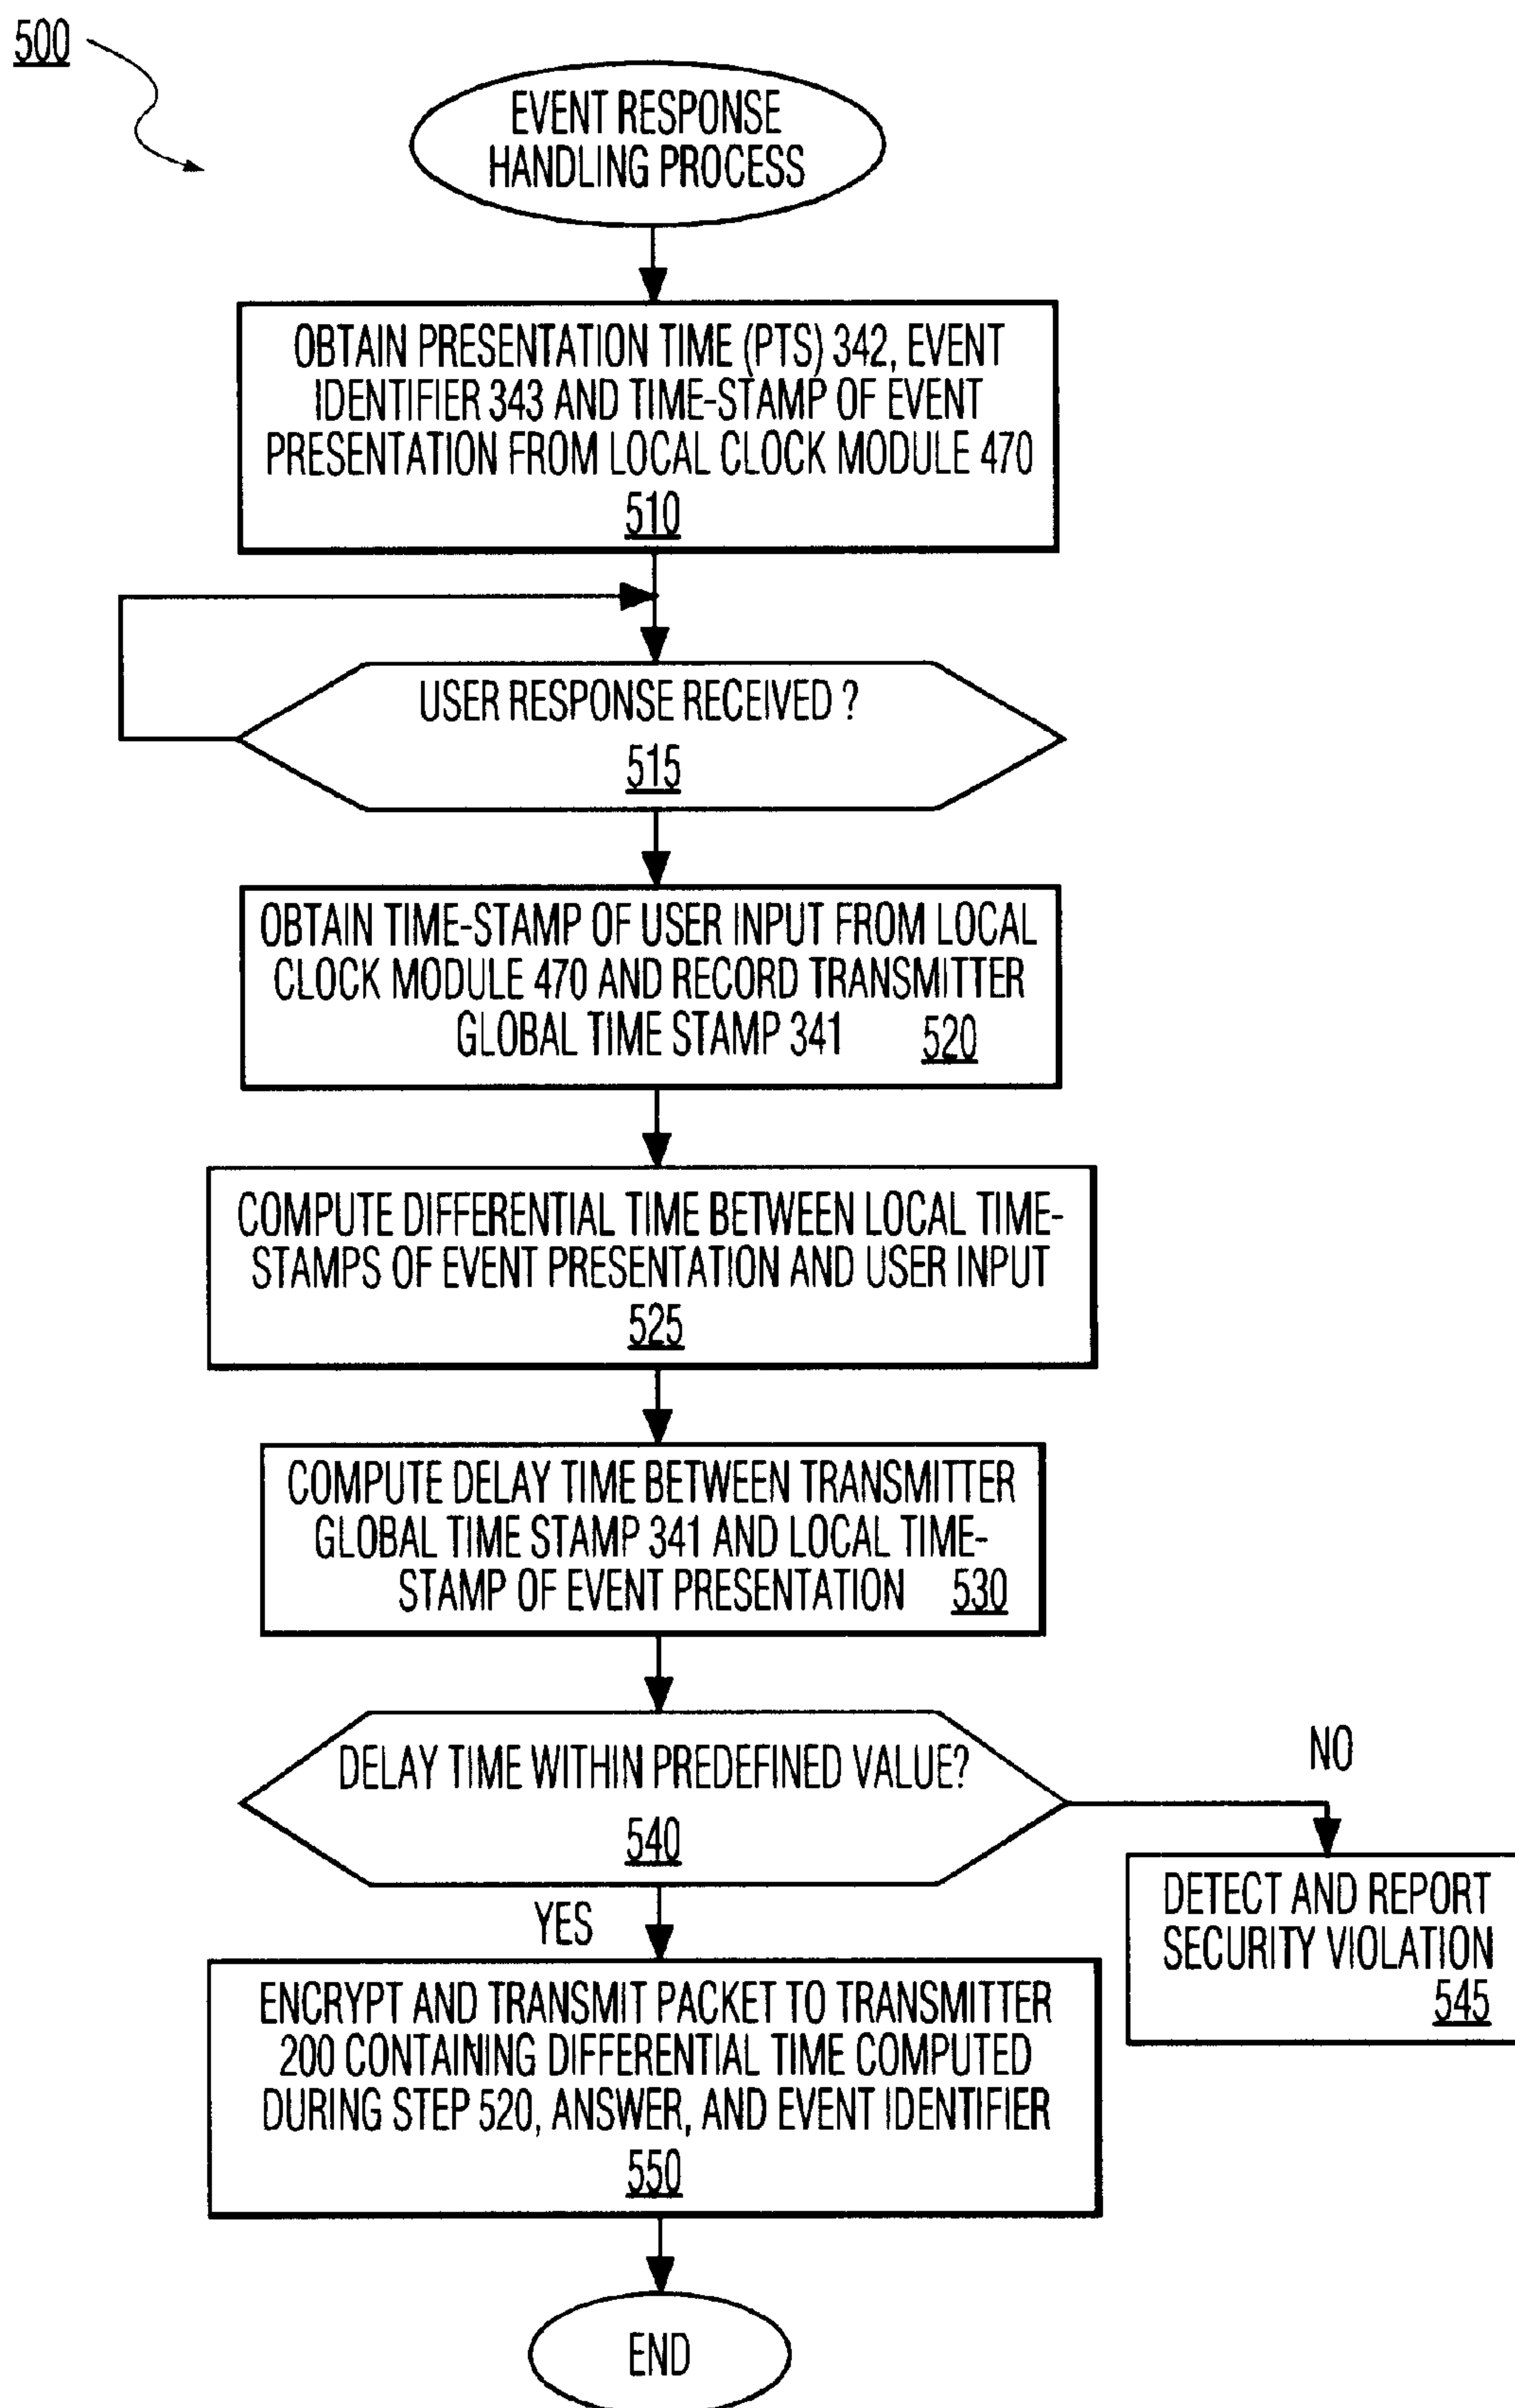 500
EVENT RESPONSE
HANDLING PROCESS
OBTAIN PRESENTATION TIME (PTS) 342, EVENT
IDENTIFIER 343 AND TIME-STAMP OF EVENT
PRESENTATION FROM LOCAL CLOCK MODULE 470
510
USER RESPONSE RECEIVED ?
515
OBTAIN TIME-STAMP OF USER INPUT FROM LOCAL
CLOCK MODULE 470 AND RECORD TRANSMITTER
GLOBAL TIME STAMP 341 520
COMPUTE DIFFERENTIAL TIME BETWEEN LOCAL TIME-
STAMPS OF EVENT PRESENTATION AND USER INPUT
525
COMPUTE DELAY TIME BETWEEN TRANSMITTER
GLOBAL TIME STAMP 341 AND LOCAL TIME-
STAMP OF EVENT PRESENTATION 530
DELAY TIME WITHIN PREDEFINED VALUE?
540
NO
DETECT AND REPORT
SECURITY VIOLATION
545
YES
ENCRYPT AND TRANSMIT PACKET TO TRANSMITTER
200 CONTAINING DIFFERENTIAL TIME COMPUTED
DURING STEP 520, ANSWER, AND EVENT IDENTIFIER
550
END